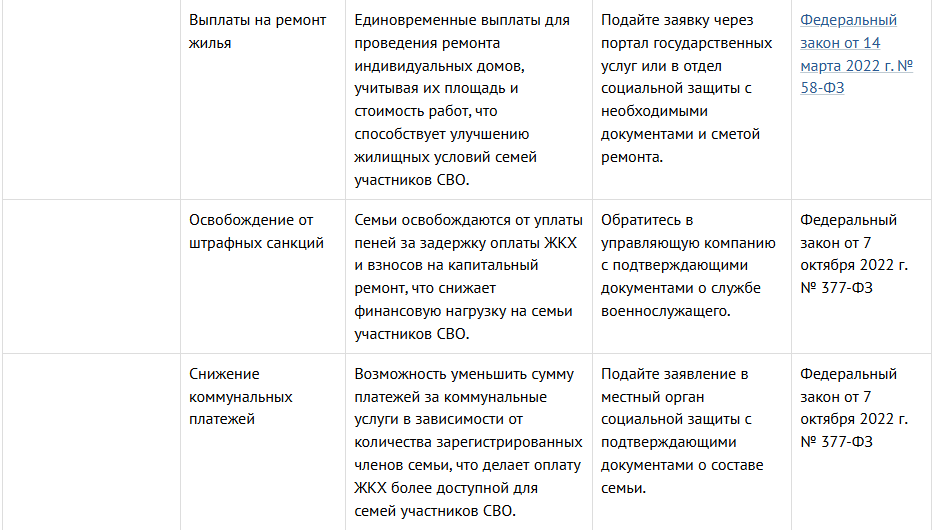 Выплаты на ремонт
жилья
Единовременные выплаты для
проведения ремонта
индивидуальных домов,
учитывая их площадь и
стоимость работ, что
способствует улучшению
жилищных условий семей
участников СВО.
Подайте заявку через
портал государственных
услуг или в отдел
социальной защиты с
необходимыми
документами и сметой
ремонта.
Федеральный
закон от 14
марта 2022 г. №
58-ФЗ
Освобождение от
штрафных санкций
Семьи освобождаются от уплаты
пеней за задержку оплаты ЖКХ
и взносов на капитальный
ремонт, что снижает
финансовую нагрузку на семьи
участников СВО.
Обратитесь в
управляющую компанию
с подтверждающими
документами о службе
военнослужащего.
Федеральный
закон от 7
октября 2022 г.
№ 377-ФЗ
Снижение
коммунальных
платежей
Возможность уменьшить сумму
платежей за коммунальные
услуги в зависимости от
количества зарегистрированных
членов семьи, что делает оплату
ЖКХ более доступной для
семей участников СВО.
Подайте заявление в
местный орган
социальной защиты с
подтверждающими
документами о составе
семьи.
Федеральный
закон от 7
октября 2022 г.
№ 377-ФЗ